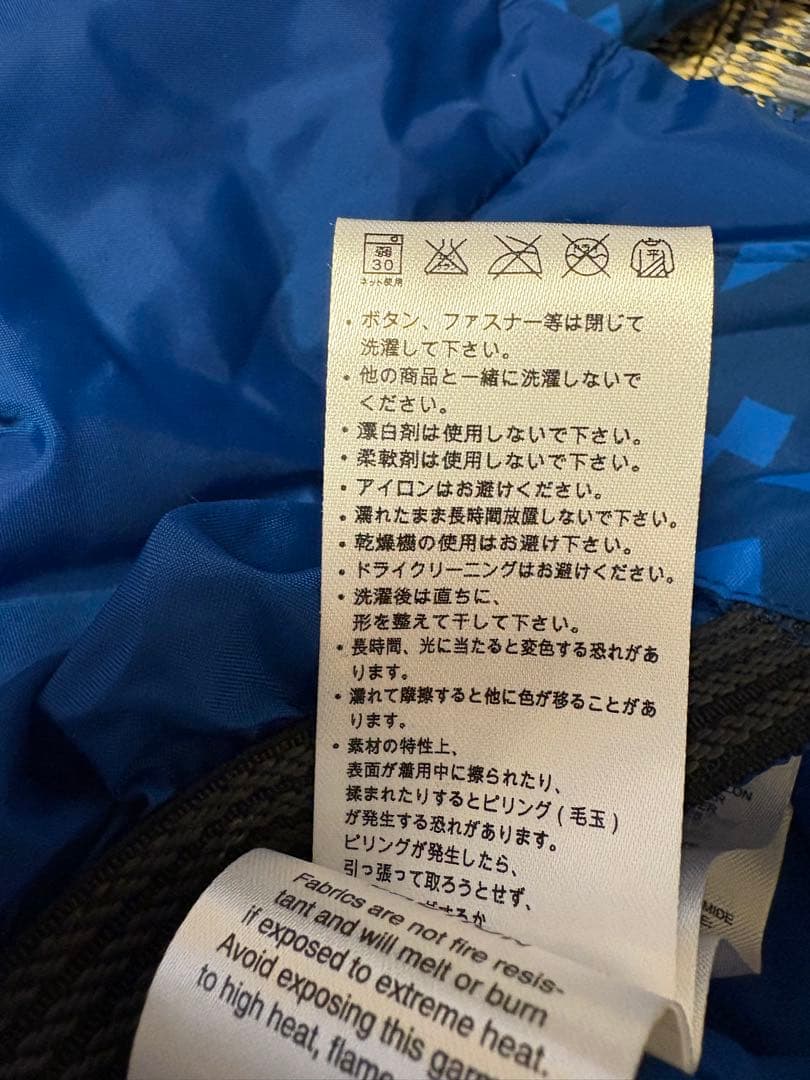 弱
30
ネット使用
平
・ボタン、ファスナー等は閉じて
洗濯して下さい。
・他の商品と一緒に洗濯しないで
ください。
・漂白剤は使用しないで下さい。
・柔軟剤は使用しないで下さい。
・アイロンはお避けください。
・濡れたまま長時間放置しないで下さい。
・乾燥機の使用はお避け下さい。
・ドライクリーニングはお避けください。
・洗濯後は直ちに、
形を整えて干して下さい。
・長時間、光に当たると変色する恐れがあ
ります。
・濡れて摩擦すると他に色が移ることがあ
ります。
・素材の特性上、
表面が着用中に擦られたり、
揉まれたりするとピリング(毛玉)
が発生する恐れがあります。
ピリングが発生したら、
引っ張って取ろうとせず、
Fabrics are not fire resis-
tant and will melt or burn
if exposed to extreme heat.
Avoid exposing this
to high heat,